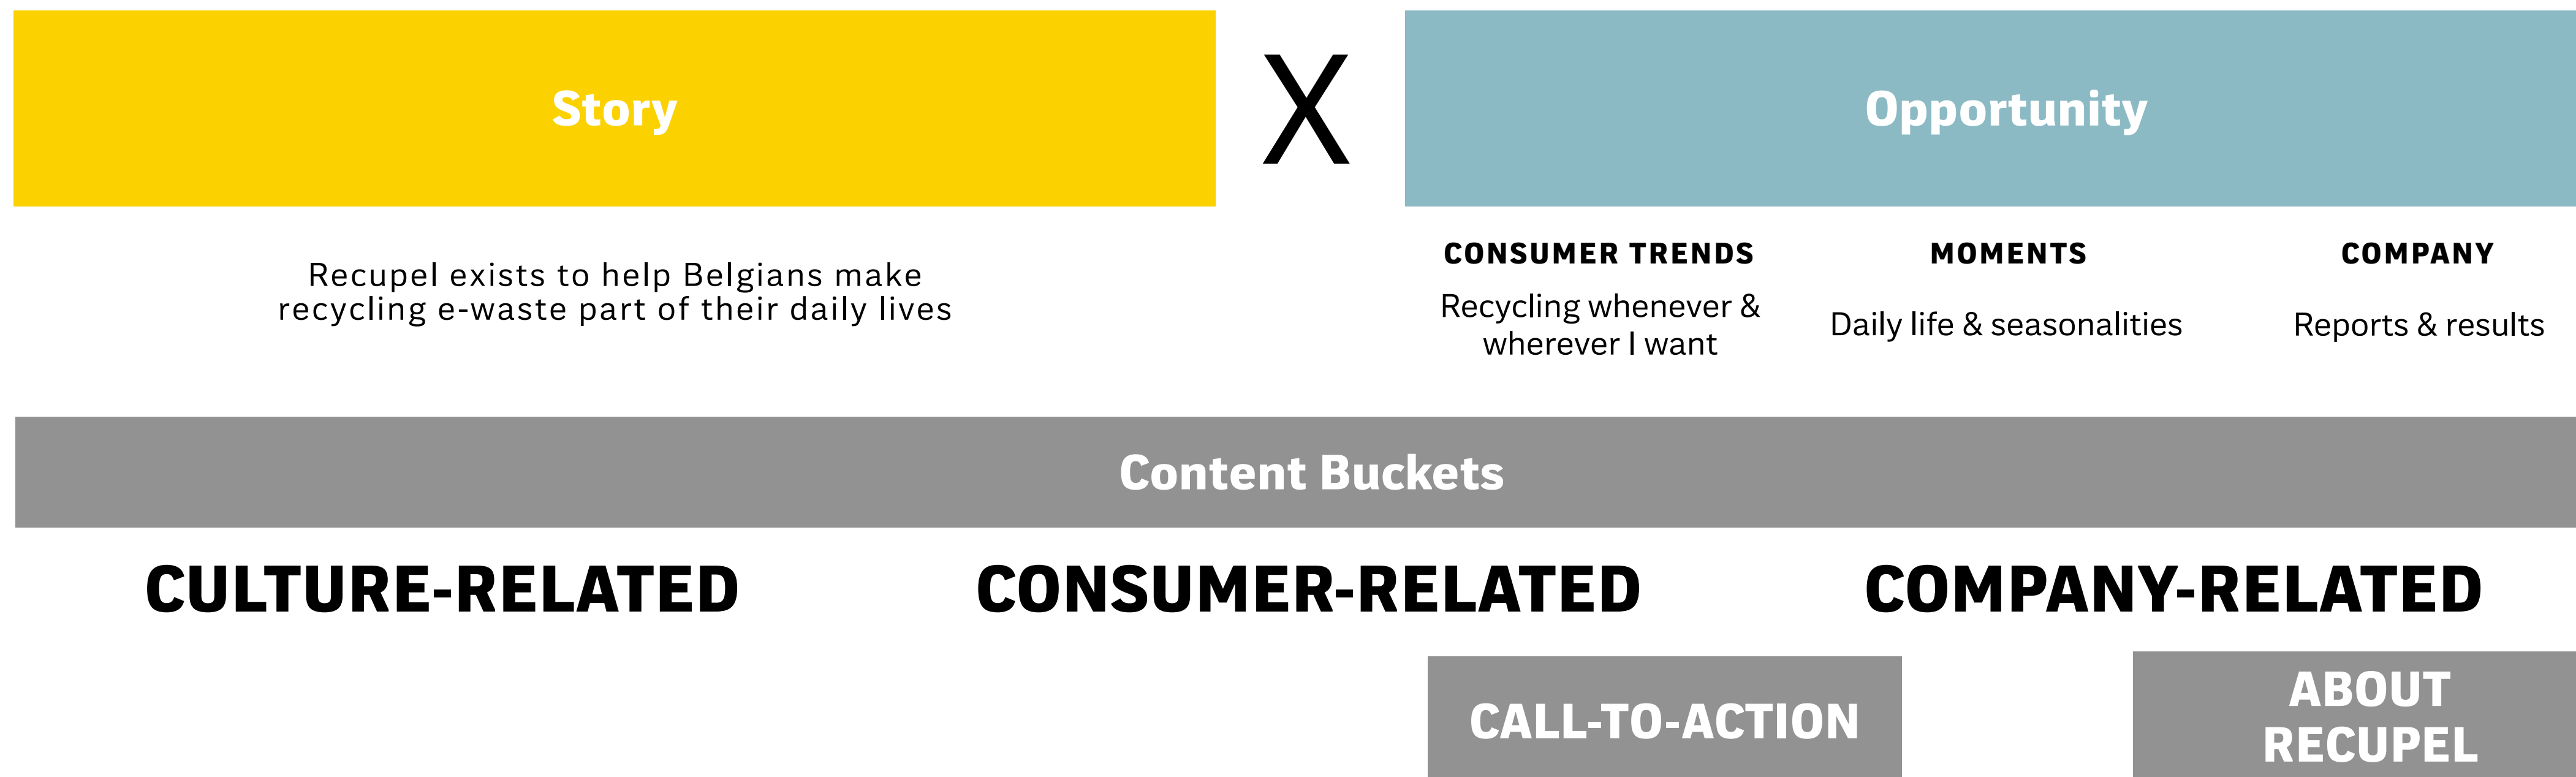 Story
X
Opportunity
Recupel exists to help Belgians make
recycling e-waste part of their daily lives
CONSUMER TRENDS
Recycling whenever &
wherever I want
MOMENTS
Daily life & seasonalities
COMPANY
Reports & results
Content Buckets
CULTURE-RELATED
CONSUMER-RELATED
COMPANY-RELATED
CALL-TO-ACTION
ABOUT
RECUPEL